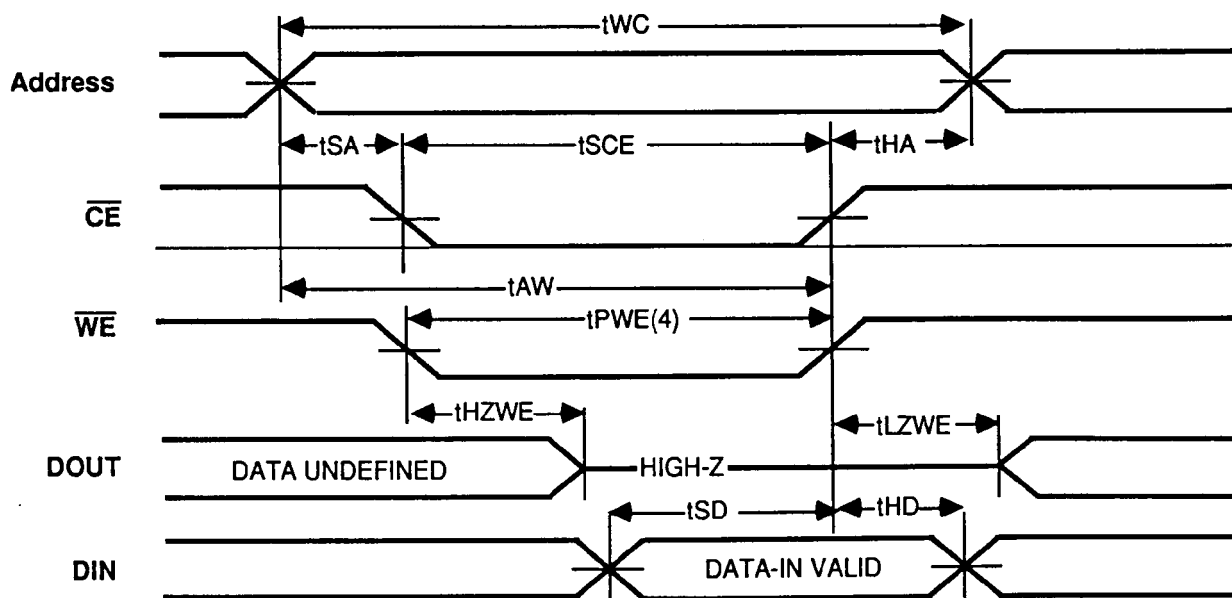 tWC
Address
tSA tSCE tHA
CE
tAW
WE tPWE(4)
tHZWE tLZWE
DOUT DATA UNDEFINED HIGH-Z
tSD tHD
DIN DATA-IN VALID